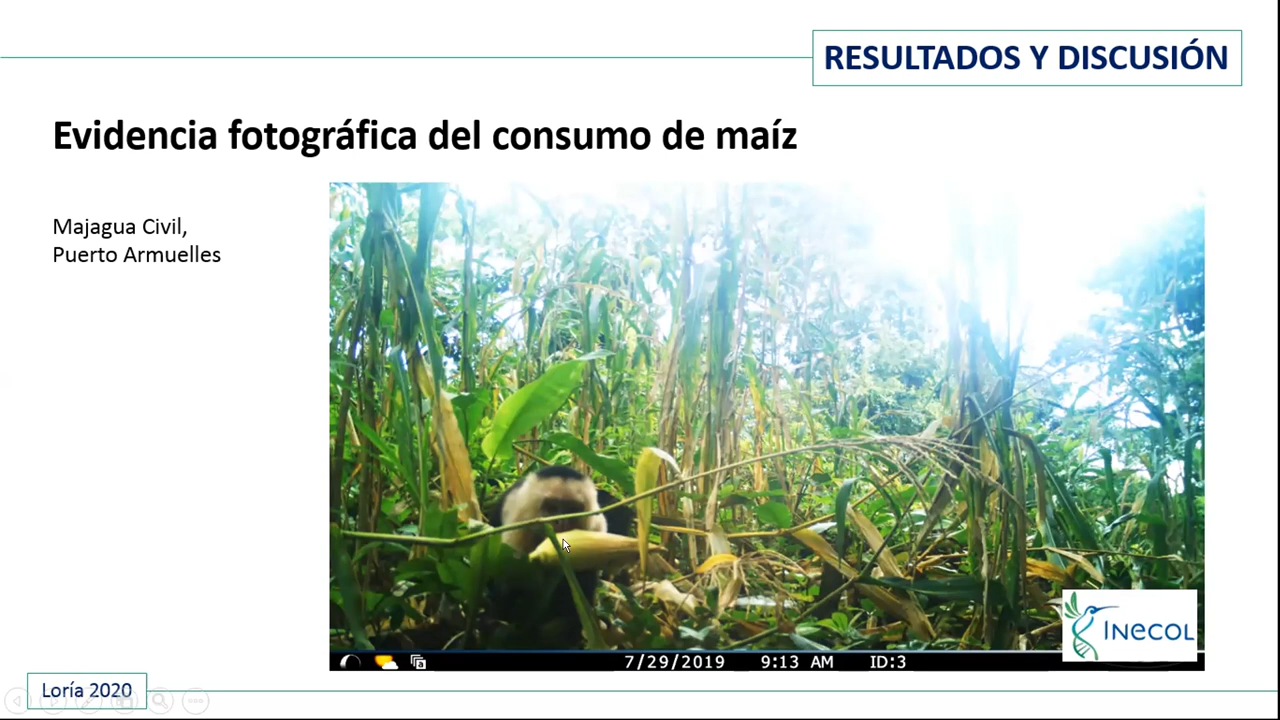 RESULTADOS Y DISCUSIÓN
Evidencia fotográfica del consumo de maíz
Majagua Civil,
Puerto Armuelles
INECOL
7/29/2019 9:13 AM ID:3
Loría 2020